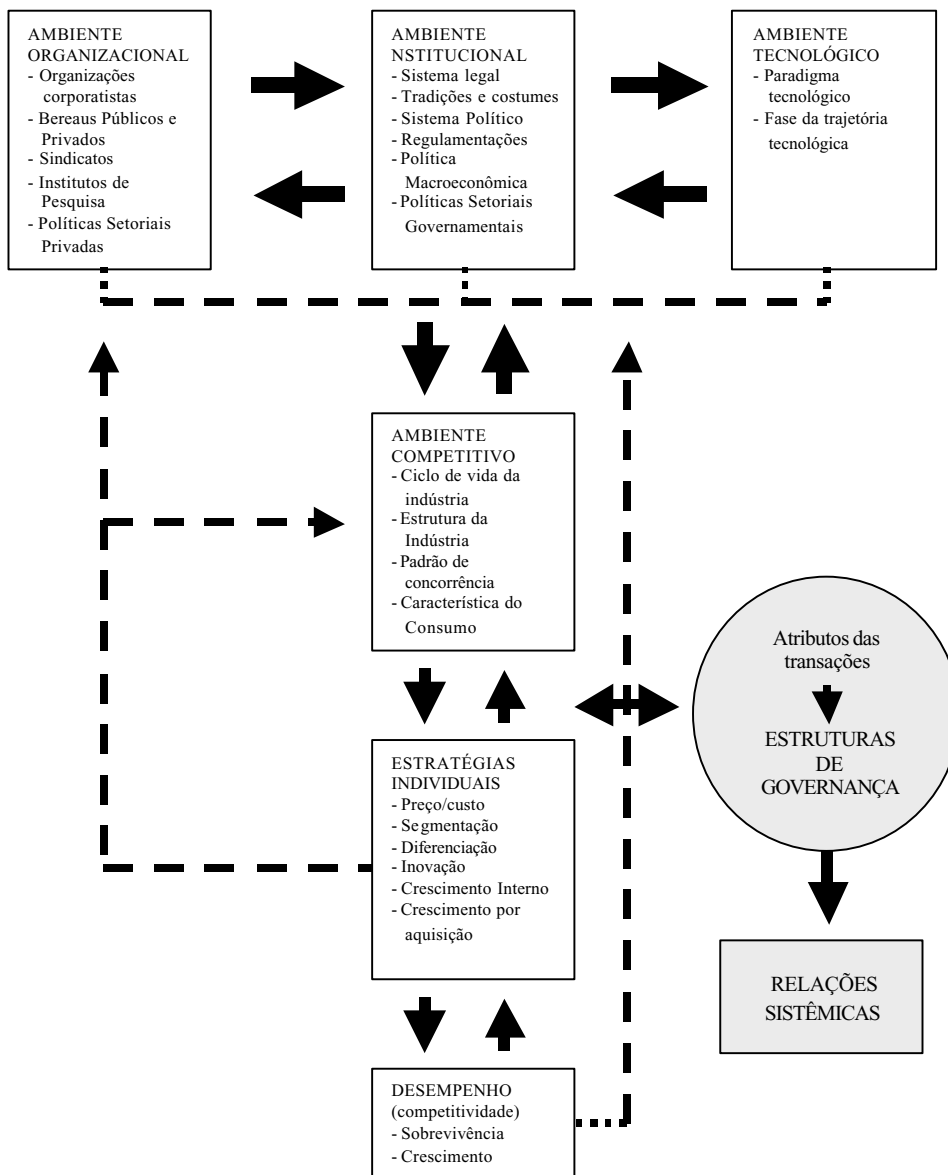 AMBIENTE
ORGANIZACIONAL
- Organizações
corporatistas
- Bereaus Públicos e
Privados
- Sindicatos
- Institutos de
Pesquisa
- Políticas Setoriais
Privadas
AMBIENTE
NSTITUCIONAL
- Sistema legal
- Tradições e costumes
- Sistema Político
- Regulamentações
- Política
Macroeconômica
- Políticas Setoriais
Governamentais
AMBIENTE
TECNOLÓGICO
- Paradigma
tecnológico
- Fase da trajetória
tecnológica
AMBIENTE
COMPETITIVO
- Ciclo de vida da
indústria
- Estrutura da
Indústria
- Padrão de
concorrência
- Característica do
Consumo
Atributos das
transações
ESTRUTURAS
DE
GOVERNANÇA
ESTRATÉGIAS
INDIVIDUAIS
- Preço/custo
- Segmentação
- Diferenciação
- Inovação
- Crescimento Interno
- Crescimento por
aquisição
RELAÇÕES
SISTÊMICAS
DESEMPENHO
(competitividade)
- Sobrevivência
- Crescimento